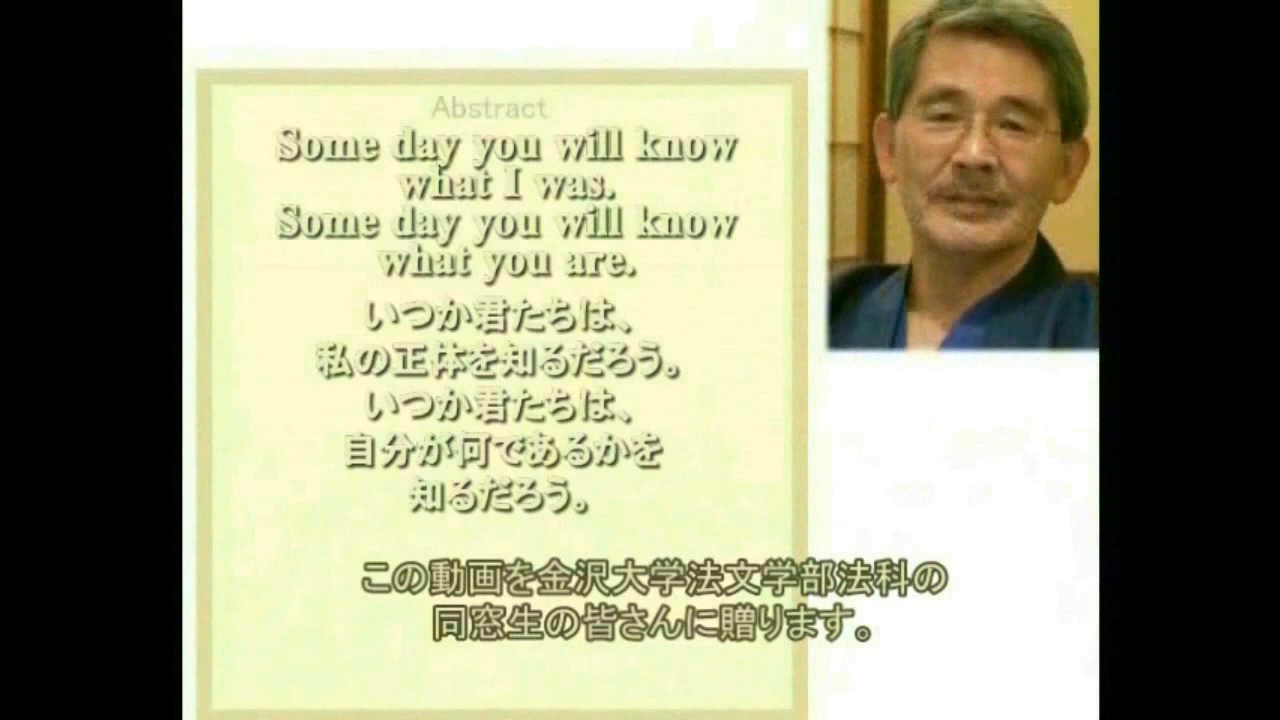 Abstract
Some day you will know
what I was.
Some day you will know
what you are.
いつか君たちは、
私の正体を知るだろう。
いつか君たちは、
自分が何であるかを
知るだろう。
この動画を金沢大学法文学部法科の
同窓生の皆さんに贈ります。